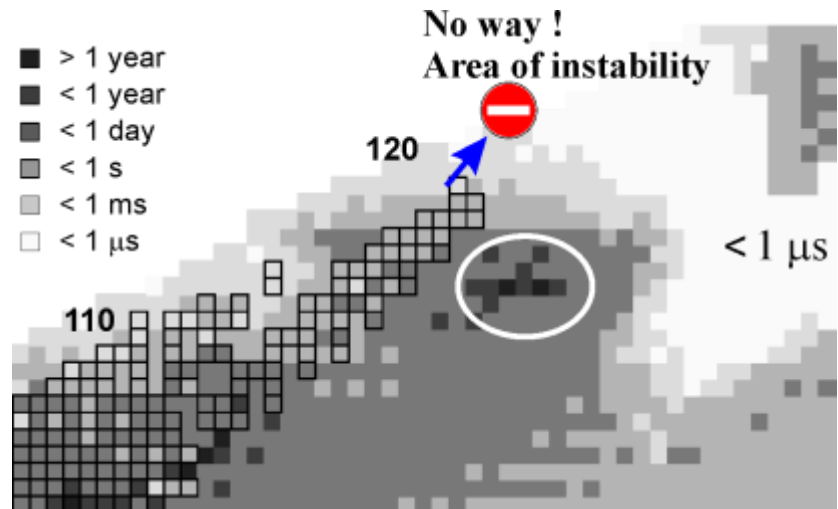 No way !
Area of instability
> 1 year
< 1 year
< 1 day
< 1 s
< 1 ms
< 1 μs
120
110
< 1 μs